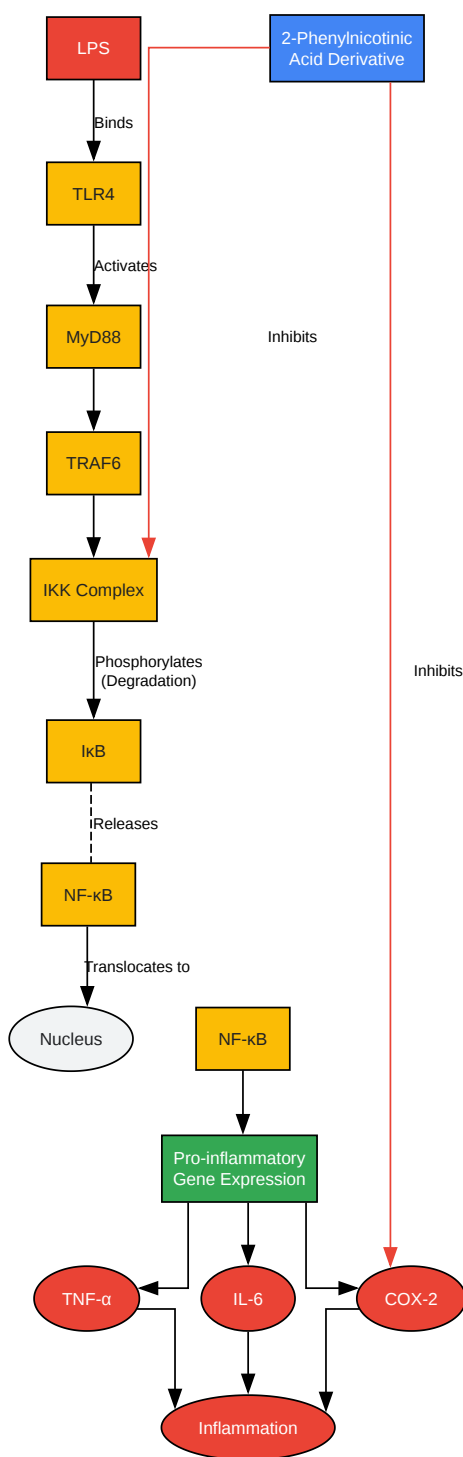 LPS
2-Phenylnicotinic
Acid Derivative
Binds
TLR4
Activates
MyD88
Inhibits
TRAF6
IKK Complex
Phosphorylates
(Degradation)
Inhibits
IκB
Releases
NF-κB
Translocates to
Nucleus
NF-κB
Pro-inflammatory
Gene Expression
TNF-α
IL-6
COX-2
Inflammation